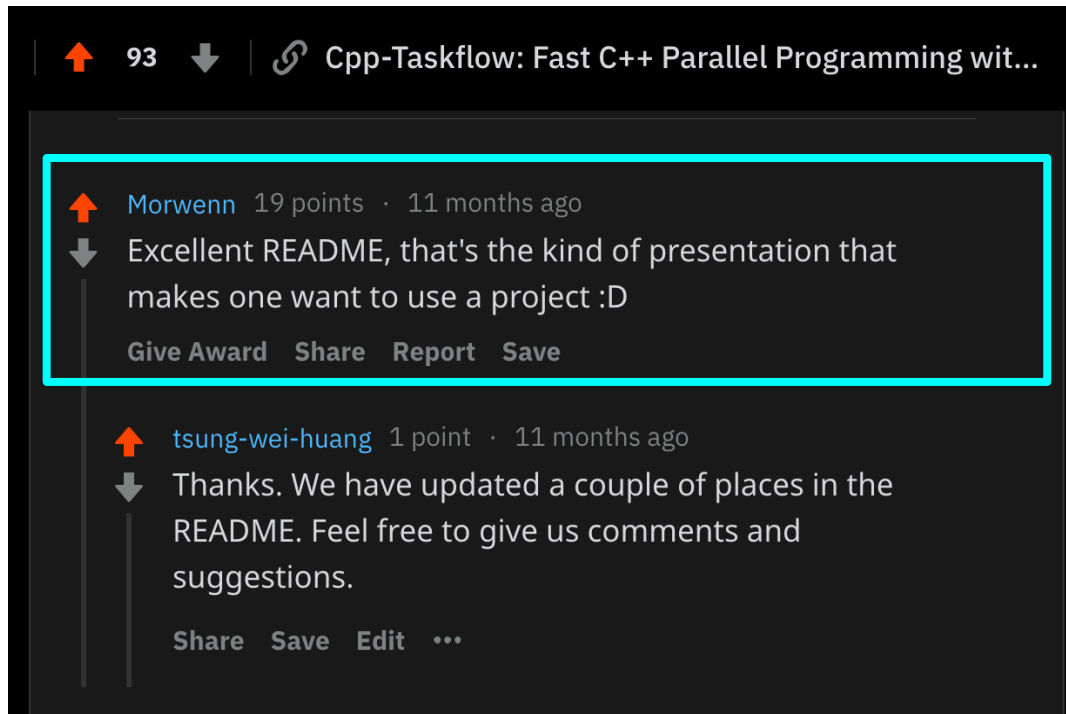 93 Cpp-Taskflow: Fast C++ Parallel Programming wit...
Morwenn 19 points · 11 months ago
Excellent README, that's the kind of presentation that
makes one want to use a project :D
Give Award Share Report Save
tsung-wei-huang 1 point · 11 months ago
Thanks. We have updated a couple of places in the
README. Feel free to give us comments and
suggestions.
Share Save Edit •••